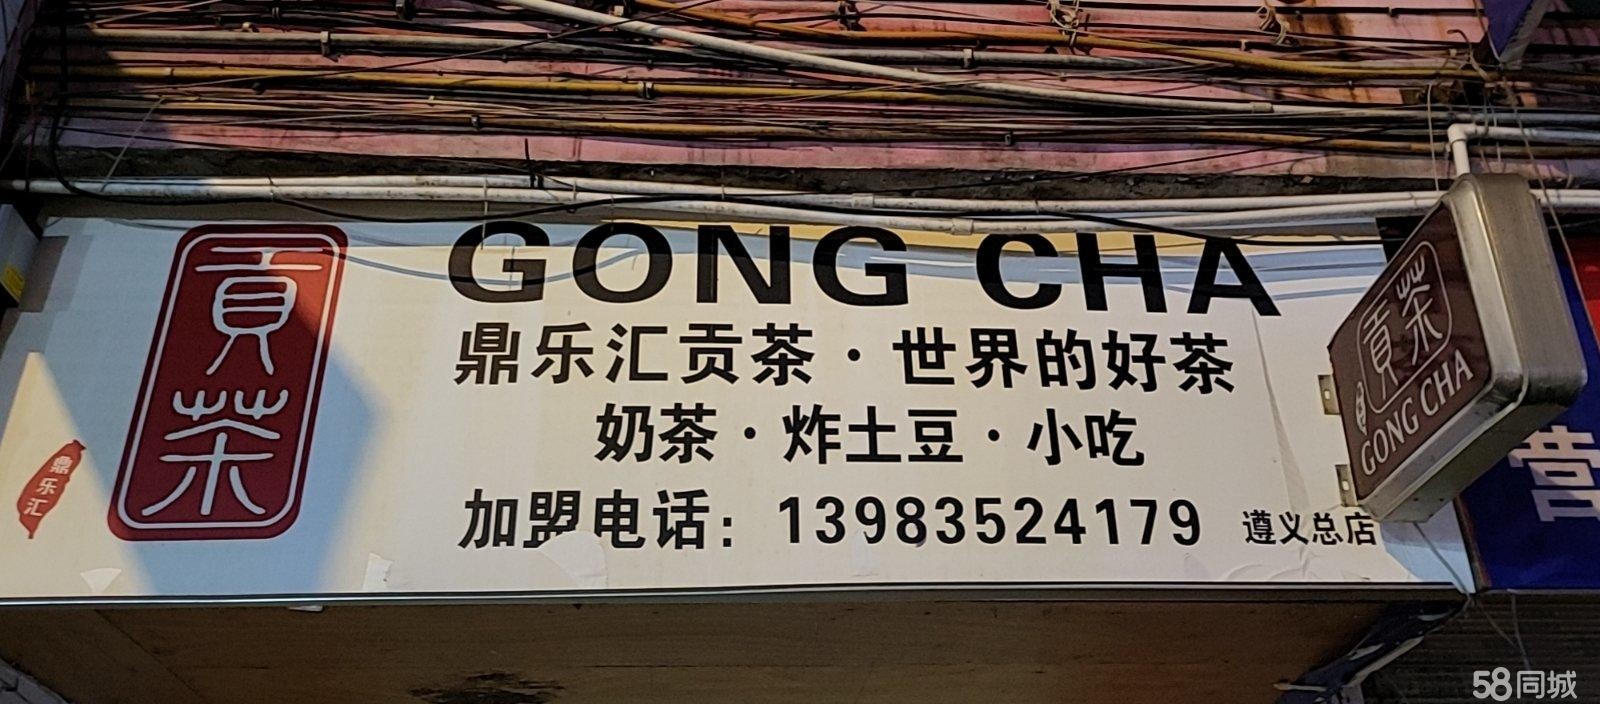 貢茶
GONG CHA
鼎乐汇贡茶·世界的好茶
奶茶·炸土豆·小吃
加盟电话：13983524179 遵义总店
鼎乐汇
貢茶
GONG CHA
营
58同城